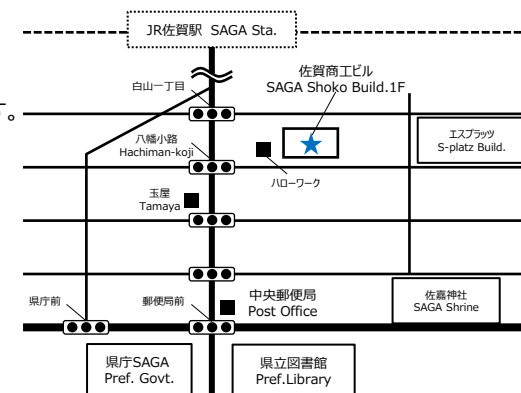 JR佐賀駅 SAGA Sta.
佐賀商工ビル
SAGA Shoko Build.1F
白山一丁目
。
エスプラッツ
S-platz Build.
八幡小路
Hachiman-koji
ハローワーク
玉屋
Tamaya
県庁前
郵便局前
中央郵便局
Post Office
佐嘉神社
SAGA Shrine
県庁SAGA
Pref. Govt.
県立図書館
Pref.Library